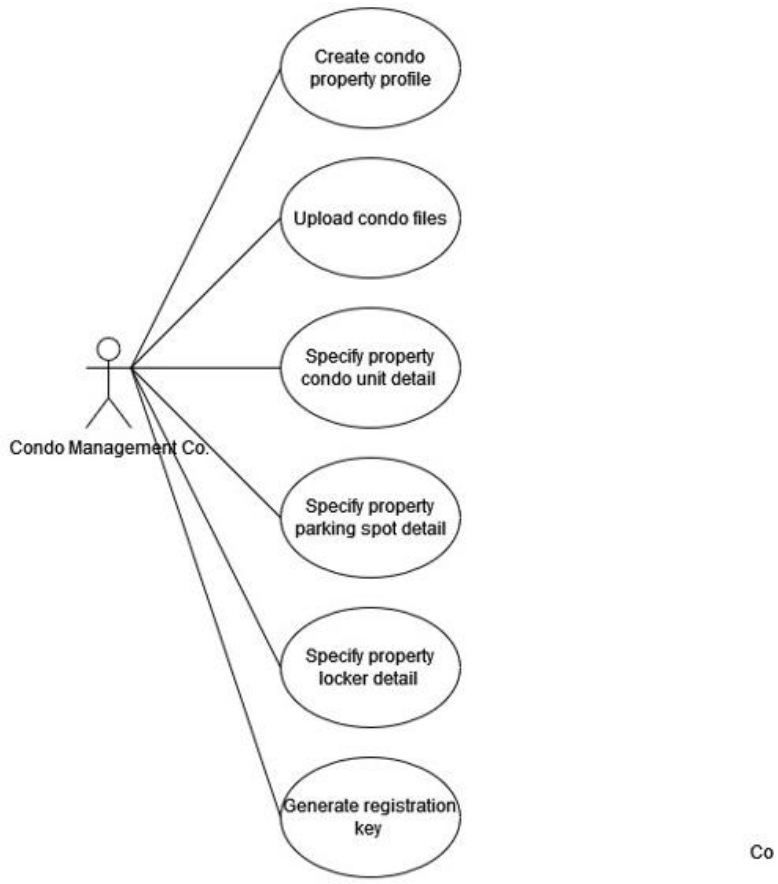 Create condo
property profile
Upload condo files
Specify property
condo unit detail
Condo Management Co.
Specify property
parking spot detail
Specify property
locker detail
Generate registration
key
Co